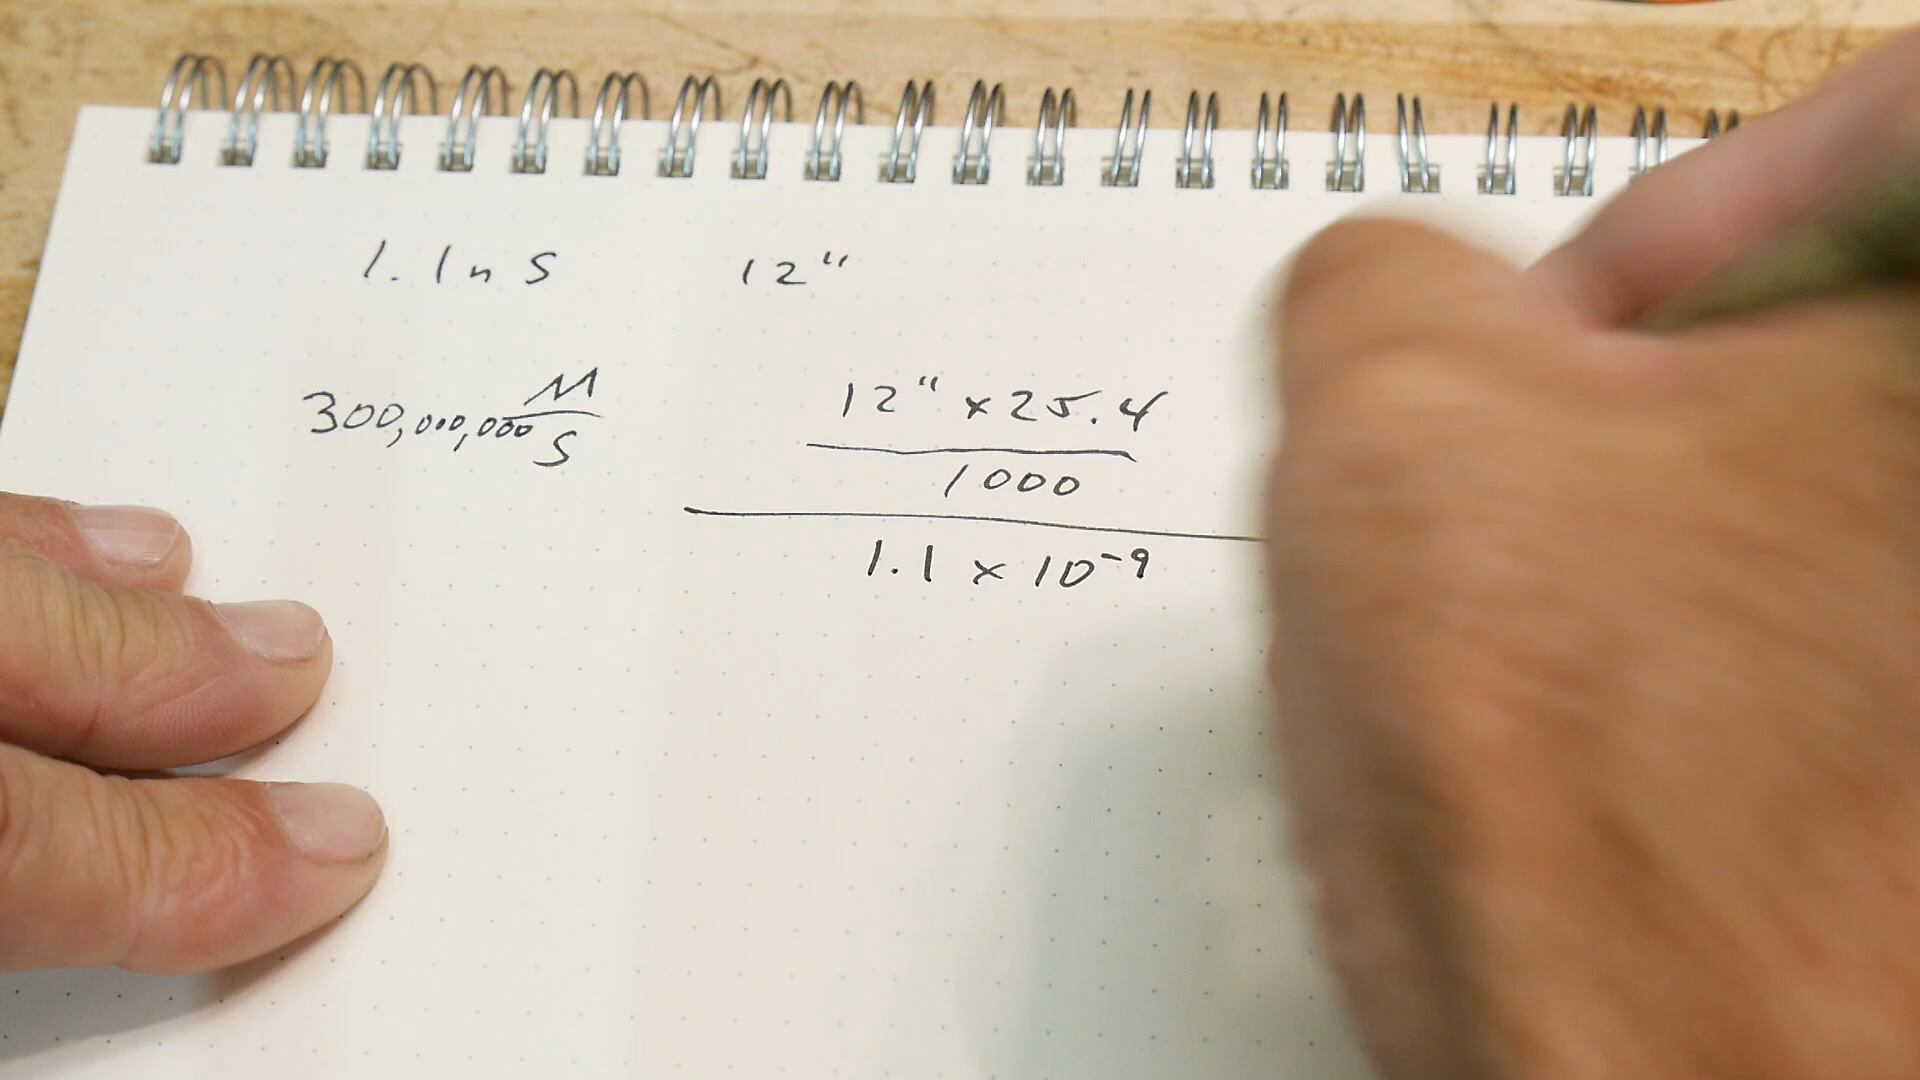 1.1nS 12"
300,000,000 M/S
12" x 25.4
1000
1.1 x 10⁻⁹